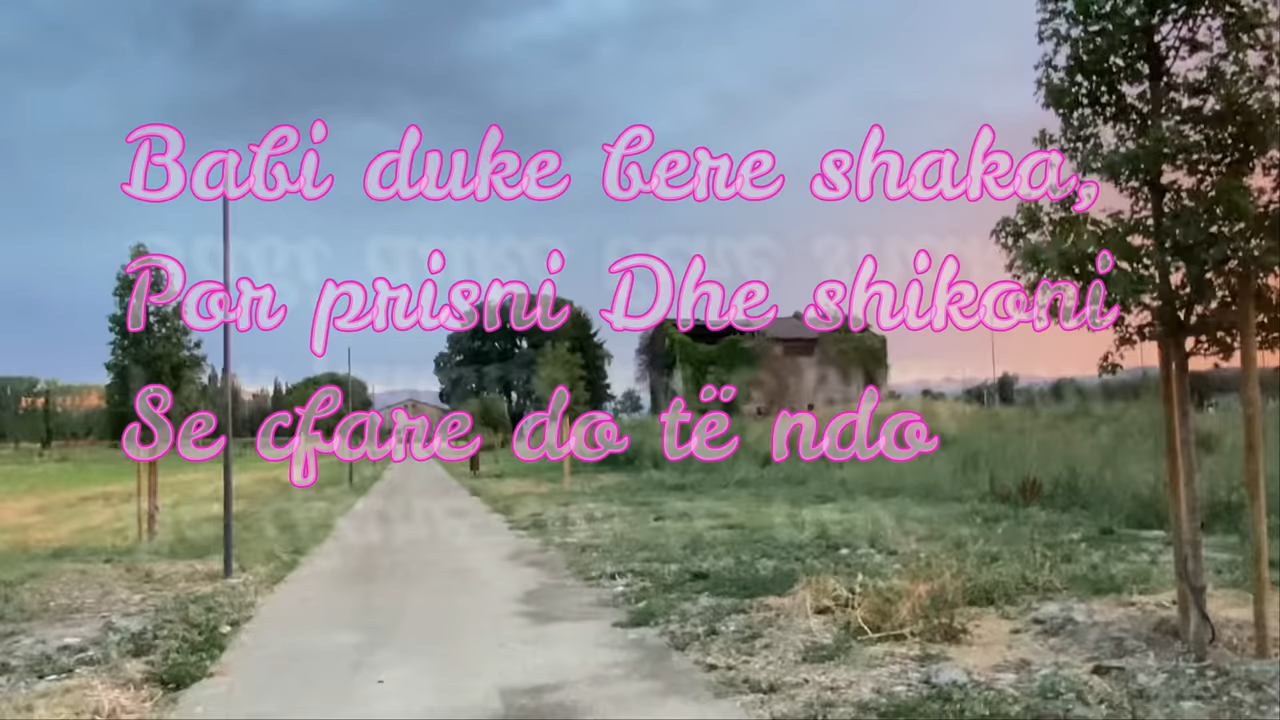 Babi duke bere shaka,
Por prisni Dhe shikoni
Se cfare do të ndo